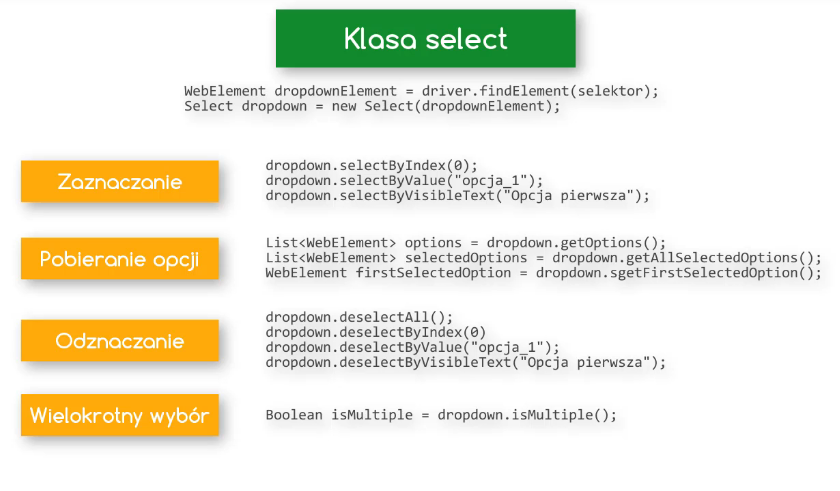 Klasa select
WebElement dropdownElement = driver.findElement(selektor);
Select dropdown = new Select(dropdownElement);
Zaznaczanie
dropdown.selectByIndex(0);
dropdown.selectByValue("opcja_1");
dropdown.selectByVisibleText("Opcja pierwsza");
Pobieranie opcji
List<WebElement> options = dropdown.getOptions();
List<WebElement> selectedOptions = dropdown.getAllSelectedOptions();
WebElement firstSelectedOption = dropdown.sgetFirstSelectedOption();
Odznaczanie
dropdown.deselectAll();
dropdown.deselectByIndex(0)
dropdown.deselectByValue("opcja_1");
dropdown.deselectByVisibleText("Opcja pierwsza");
Wielokrotny wybór
Boolean isMultiple = dropdown.isMultiple();